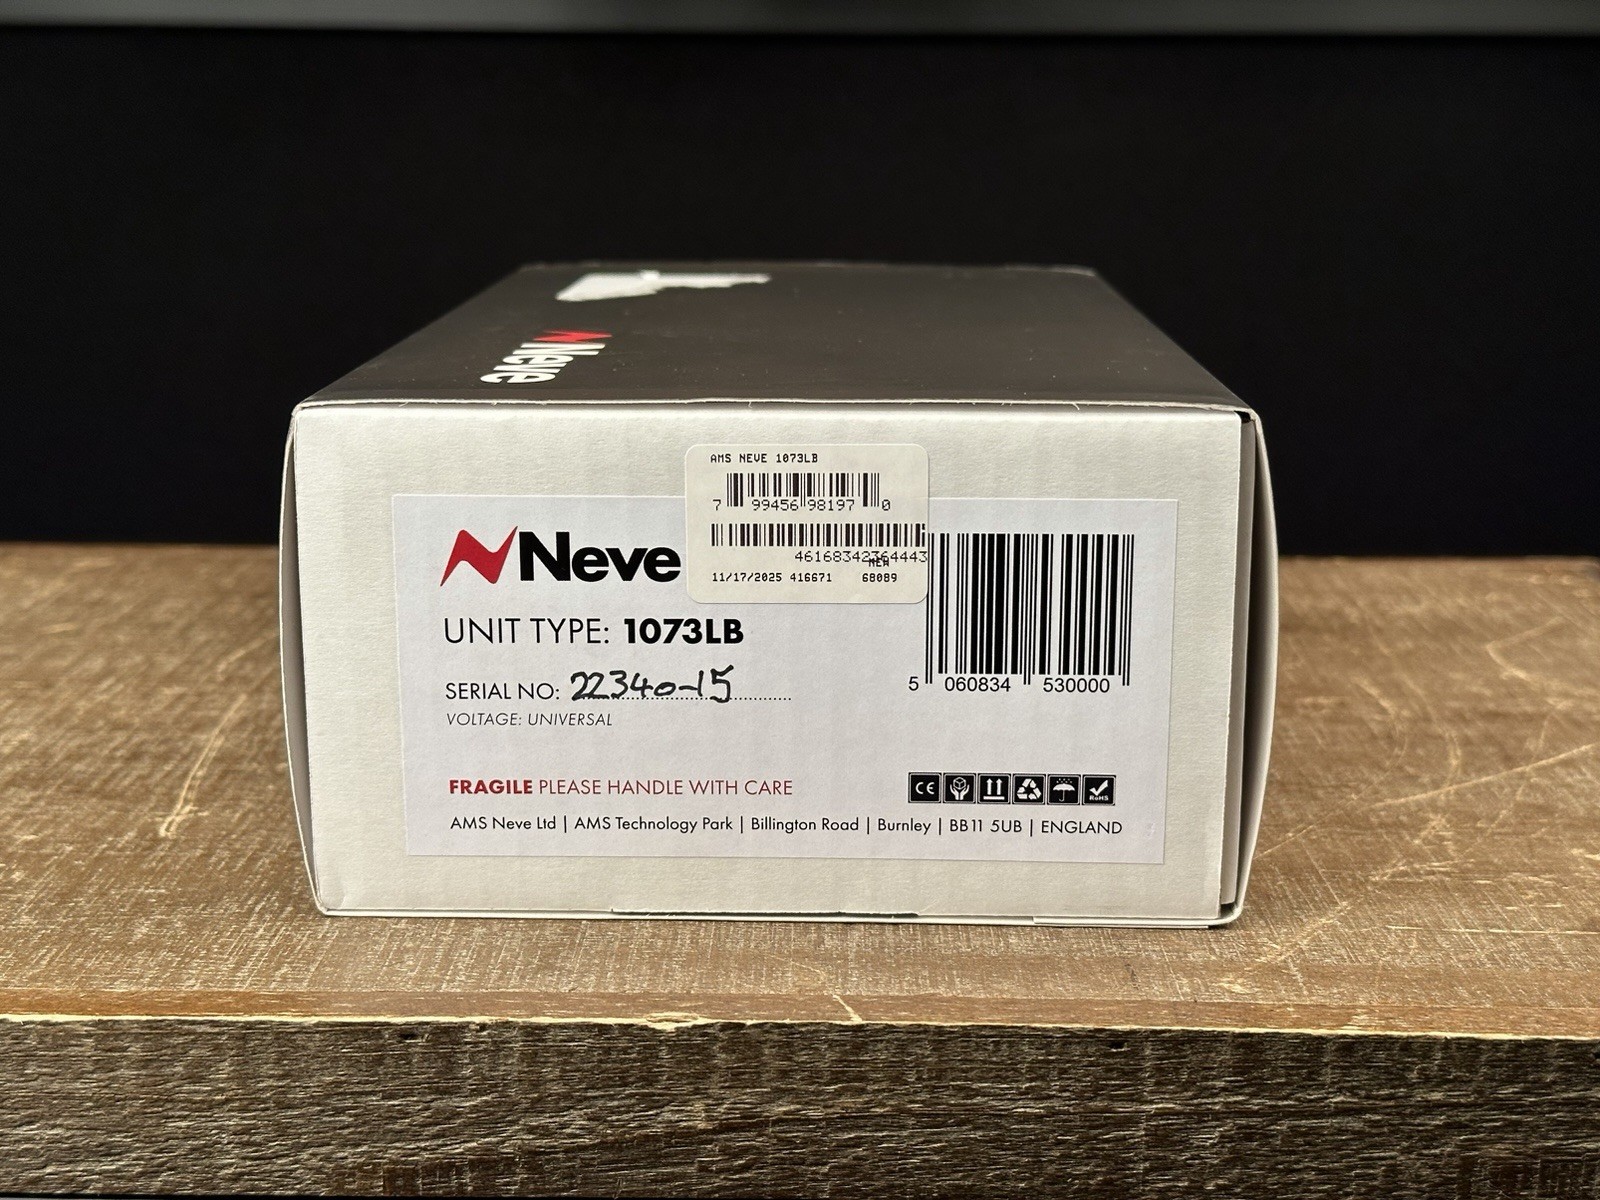 Neve
AMS NEVE 1073LB
7 99456 98197 0
46168342364443
NEW
11/17/2025 416671 68089
Neve
UNIT TYPE: 1073LB
SERIAL NO: 22340-15
VOLTAGE: UNIVERSAL
5 060834 530000
FRAGILE PLEASE HANDLE WITH CARE
CE
RoHS
AMS Neve Ltd | AMS Technology Park | Billington Road | Burnley | BB11 5UB | ENGLAND